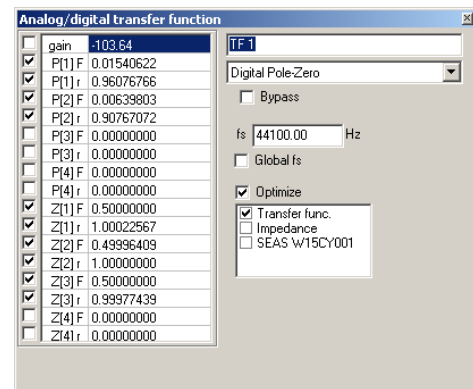 Analog/digital transfer function
gain -103.64
P[1] F 0.01540622
P[1] r 0.96076766
P[2] F 0.00639803
P[2] r 0.90767072
P[3] F 0.00000000
P[3] r 0.00000000
P[4] F 0.00000000
P[4] r 0.00000000
Z[1] F 0.50000000
Z[1] r 1.00022567
Z[2] F 0.49996409
Z[2] r 1.00000000
Z[3] F 0.50000000
Z[3] r 0.99977439
Z[4] F 0.00000000
Z[4] r 0.00000000
TF 1
Digital Pole-Zero
Bypass
fs 44100.00 Hz
Global fs
Optimize
Transfer func.
Impedance
SEAS W15CY001